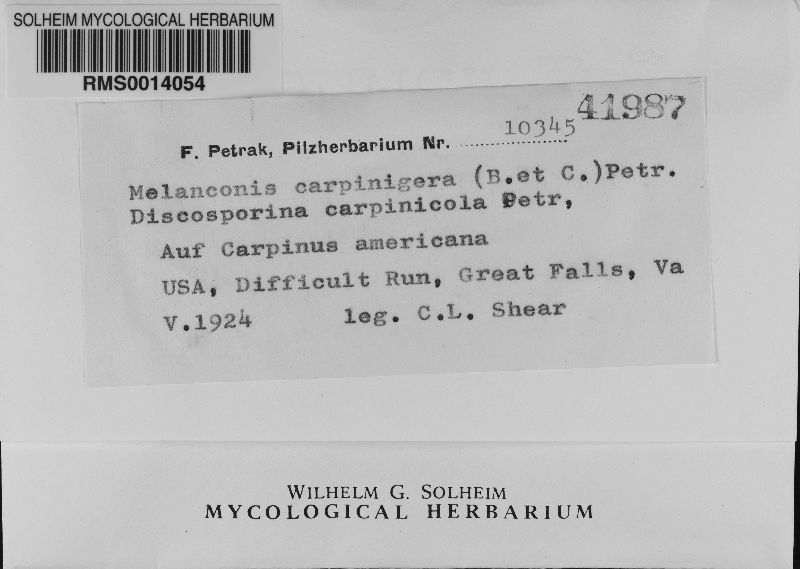 SOLHEIM MYCOLOGICAL HERBARIUM
RMS0014054
41987
F. Petrak, Pilzherbarium Nr. 10345
Melanconis carpinigera (B.et C.)Petr.
Discosporina carpinicola Petr,
Auf Carpinus americana
USA, Difficult Run, Great Falls, Va
V.1924 leg. C.L. Shear
WILHELM G. SOLHEIM
MYCOLOGICAL HERBARIUM